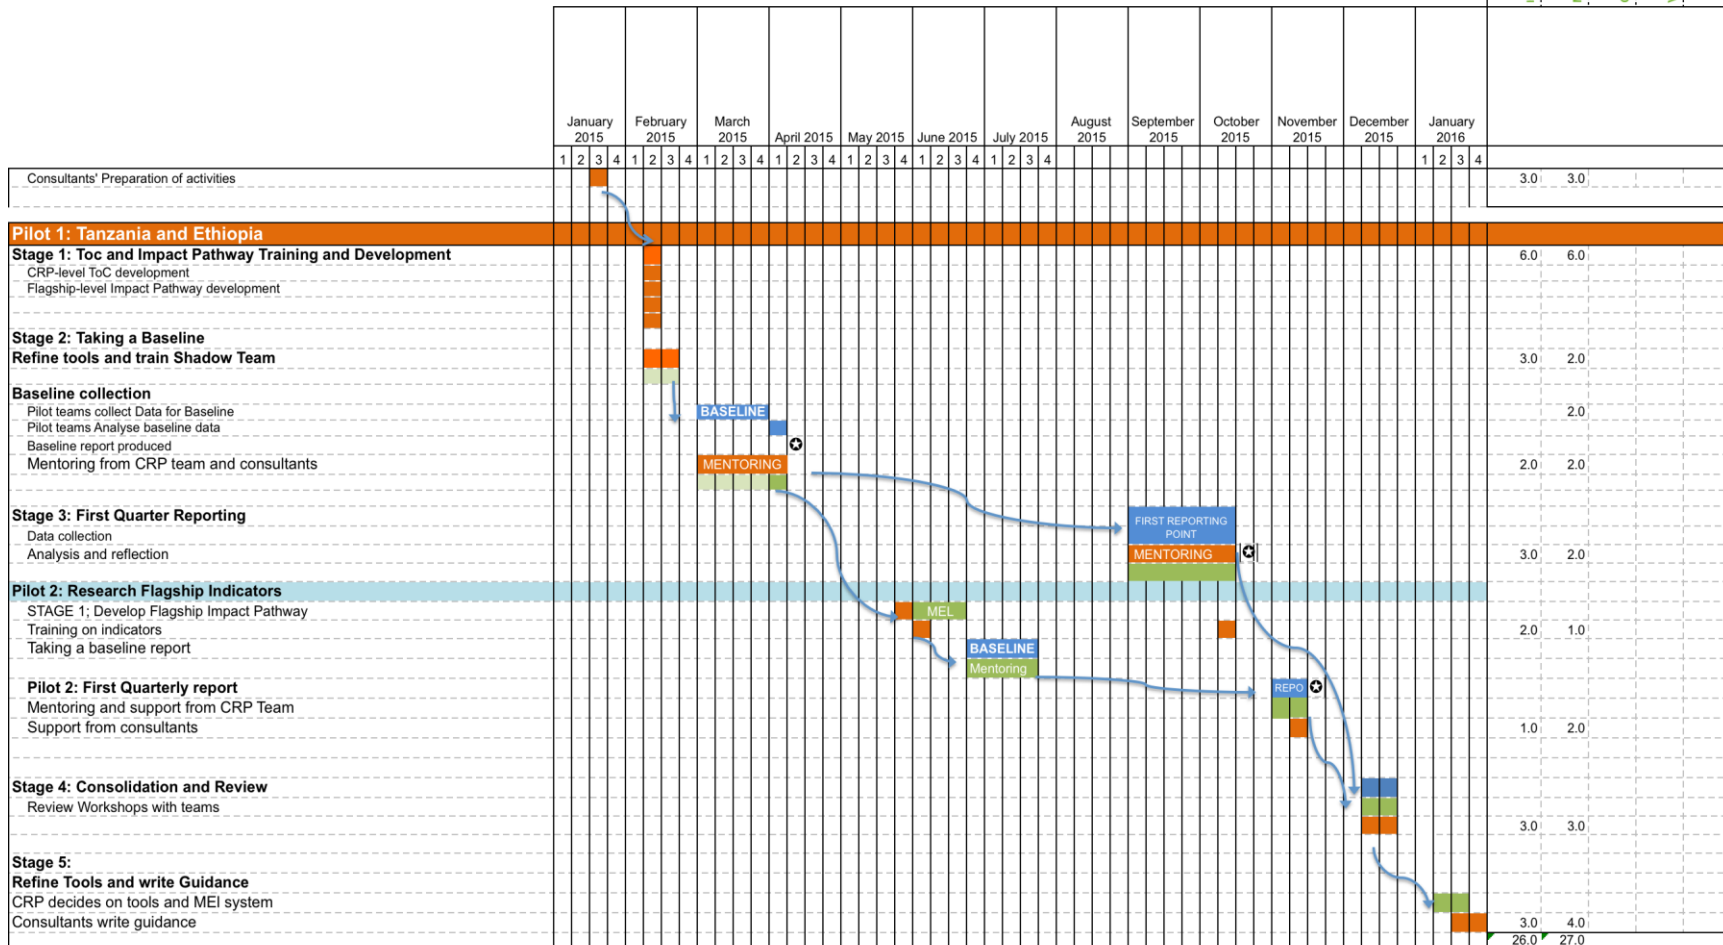 January February March August September October November December January
2015 2015 2015 April 2015 May 2015 June 2015 July 2015 2015 2015 2015 2015 2015 2016
1 2 3 4 1 2 3 4 1 2 3 4 1 2 3 4 1 2 3 4 1 2 3 4 1 2 3 4 1 2 3 4
Consultants' Preparation of activities 3.0 3.0
Pilot 1: Tanzania and Ethiopia
Stage 1: Toc and Impact Pathway Training and Development 6.0 6.0
CRP-level ToC development
Flagship-level Impact Pathway development
Stage 2: Taking a Baseline
Refine tools and train Shadow Team 3.0 2.0
Baseline collection
Pilot teams collect Data for Baseline BASELINE 2.0
Pilot teams Analyse baseline data
Baseline report produced
Mentoring from CRP team and consultants MENTORING 2.0 2.0
Stage 3: First Quarter Reporting FIRST REPORTING
Data collection POINT
Analysis and reflection MENTORING 3.0 2.0
Pilot 2: Research Flagship Indicators
STAGE 1; Develop Flagship Impact Pathway MEL
Training on indicators 2.0 1.0
Taking a baseline report BASELINE
Mentoring
Pilot 2: First Quarterly report REPO
Mentoring and support from CRP Team
Support from consultants 1.0 2.0
Stage 4: Consolidation and Review
Review Workshops with teams
3.0 3.0
Stage 5:
Refine Tools and write Guidance
CRP decides on tools and MEI system
Consultants write guidance 3.0 4.0
26.0 27.0